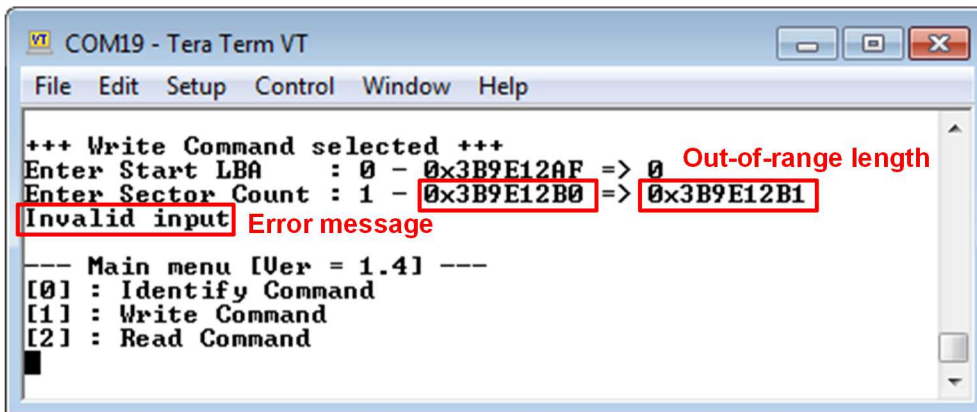 COM19 - Tera Term VT
File Edit Setup Control Window Help
+++ Write Command selected +++
Enter Start LBA : 0 - 0x3B9E12AF => 0
Out-of-range length
Enter Sector Count : 1 - 0x3B9E12B0 => 0x3B9E12B1
Invalid input
Error message
--- Main menu [Ver = 1.4] ---
[0] : Identify Command
[1] : Write Command
[2] : Read Command